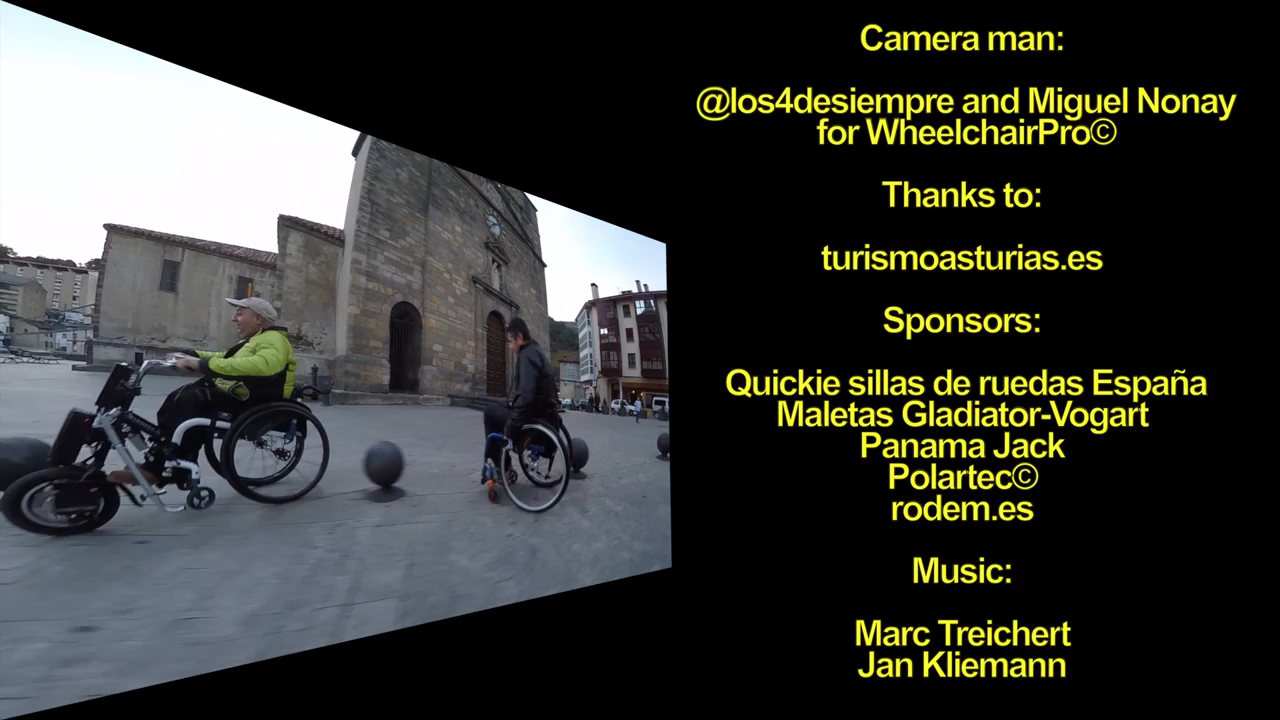 Camera man:
@los4desiempre and Miguel Nonay
for WheelchairPro©
Thanks to:
turismoasturias.es
Sponsors:
Quickie sillas de ruedas España
Maletas Gladiator-Vogart
Panama Jack
Polartec©
rodem.es
Music:
Marc Treichert
Jan Kliemann